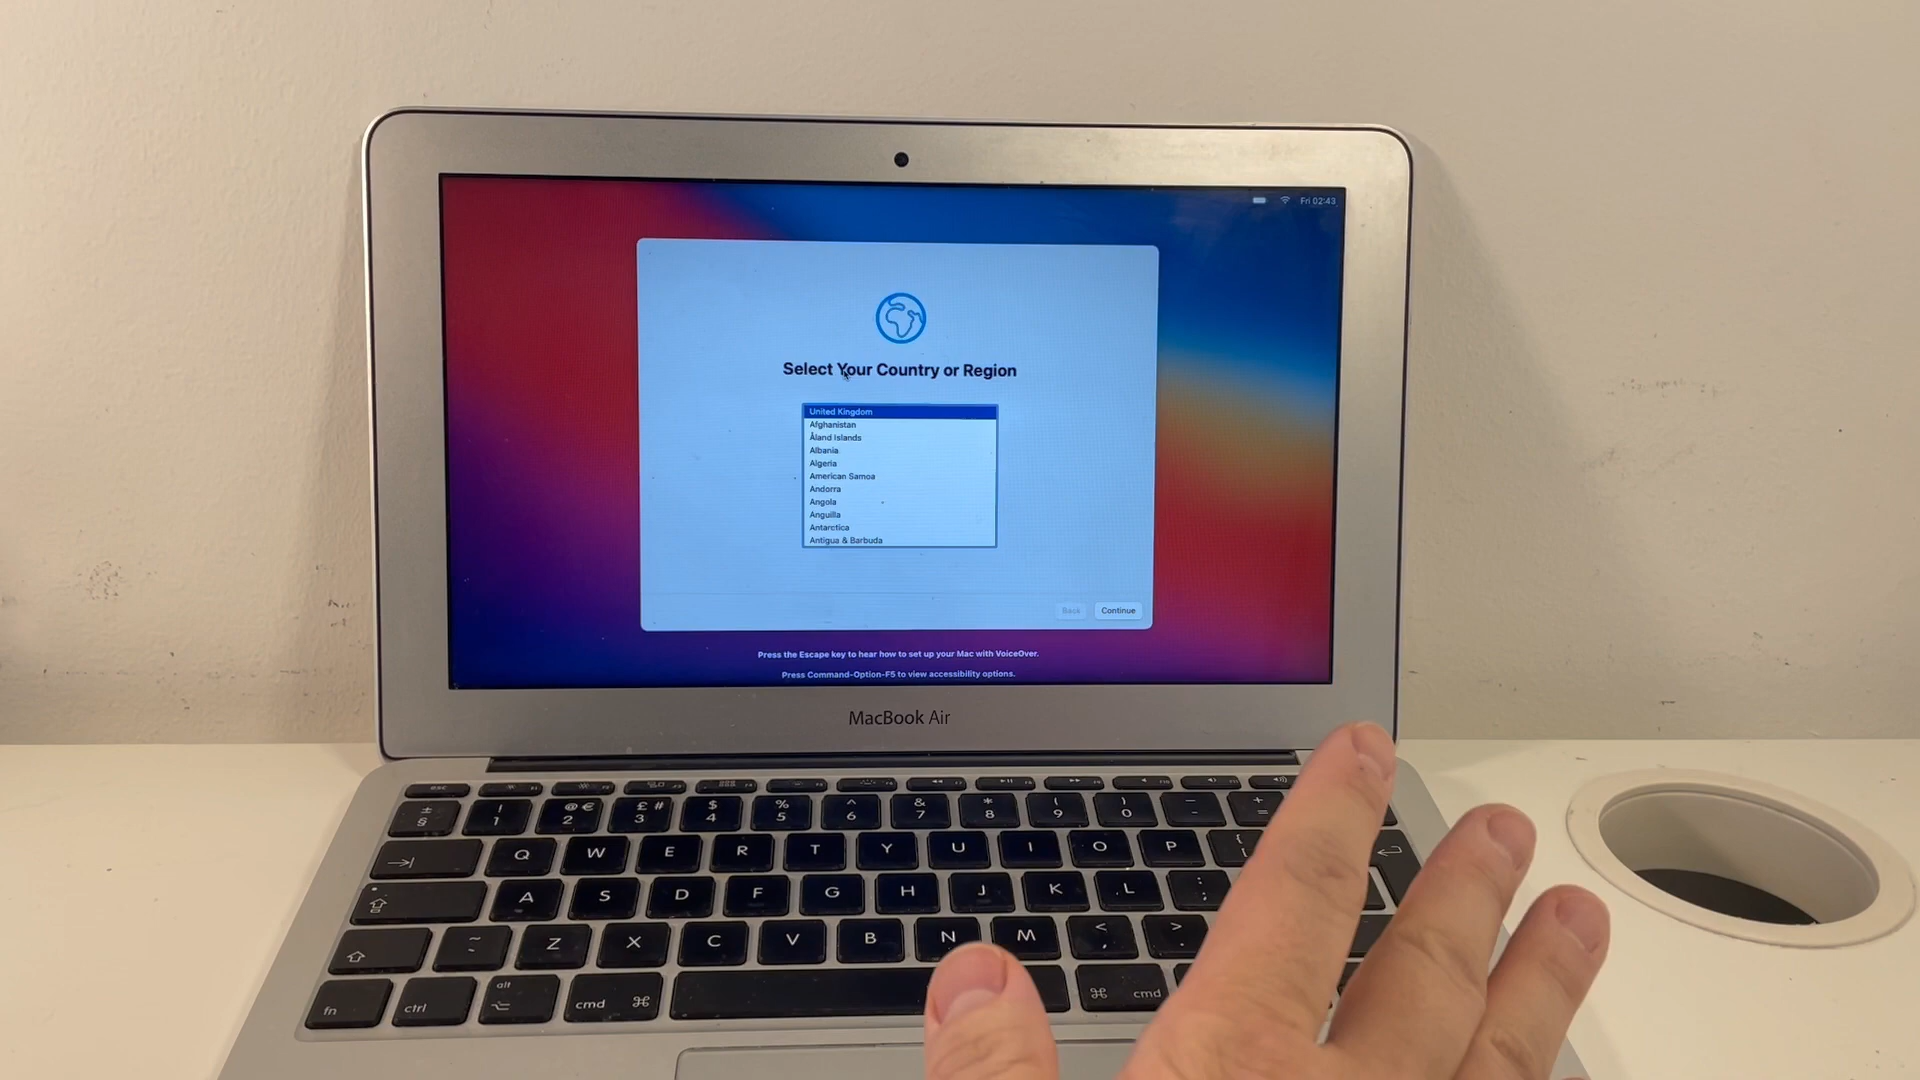 Fri 02:43
Select Your Country or Region
United Kingdom
Afghanistan
Åland Islands
Albania
Algeria
American Samoa
Andorra
Angola
Anguilla
Antarctica
Antigua & Barbuda
Back Continue
Press the Escape key to hear how to set up your Mac with VoiceOver.
Press Command-Option-F5 to view accessibility options.
MacBook Air
esc
± ! @ € £ # $ % ^ & * ( ) _ +
§ 1 2 3 4 5 6 7 8 9 0 - =
Q W E R T Y U I O P {
[
A S D F G H J K L :
;
~ Z X C V B N M < >
` , .
fn ctrl alt cmd ⌘ ⌘ cmd